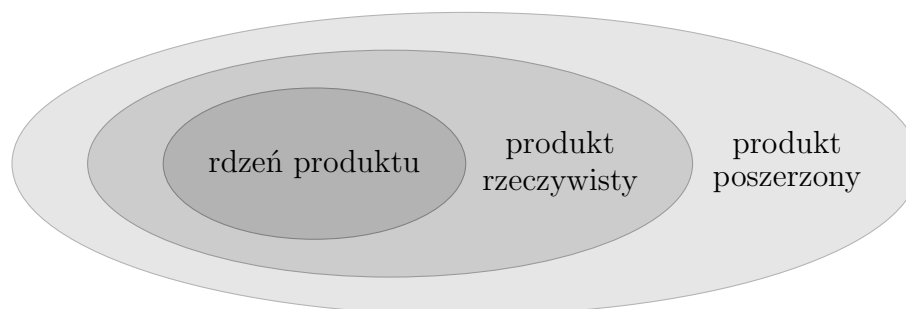 rdzeń produktu
produkt
rzeczywisty
produkt
poszerzony